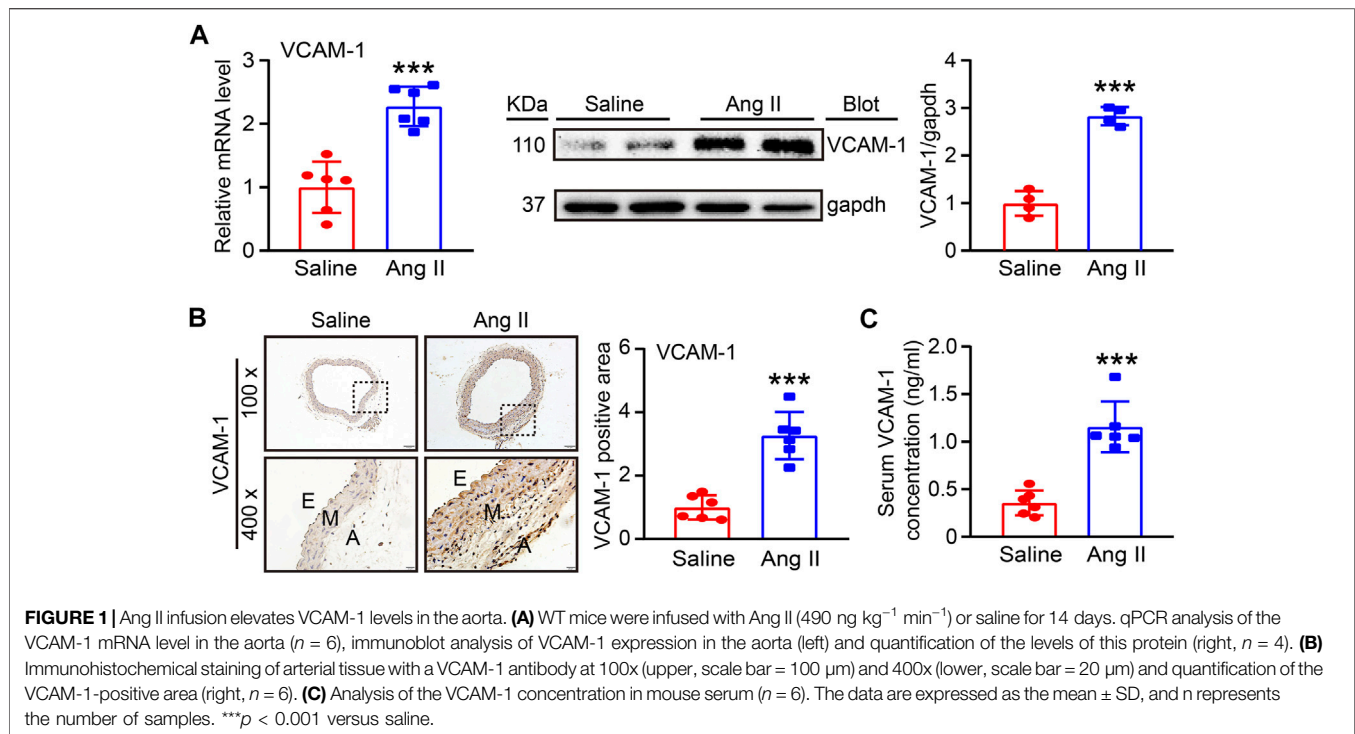 A
VCAM-1
***
Relative mRNA level
3
2
1
0
Saline Ang II
KDa Saline Ang II Blot
110 VCAM-1
37 gapdh
***
VCAM-1/gapdh
4
3
2
1
0
Saline Ang II
B
Saline Ang II
VCAM-1
100 x
400 x
E
M
A
E
M
A
VCAM-1
***
VCAM-1 positive area
6
4
2
0
Saline Ang II
C
***
Serum VCAM-1
concentration (ng/ml)
2.0
1.5
1.0
0.5
0
Saline Ang II
FIGURE 1 | Ang II infusion elevates VCAM-1 levels in the aorta. (A) WT mice were infused with Ang II (490 ng kg⁻¹ min⁻¹) or saline for 14 days. qPCR analysis of the
VCAM-1 mRNA level in the aorta (n = 6), immunoblot analysis of VCAM-1 expression in the aorta (left) and quantification of the levels of this protein (right, n = 4). (B)
Immunohistochemical staining of arterial tissue with a VCAM-1 antibody at 100x (upper, scale bar = 100 μm) and 400x (lower, scale bar = 20 μm) and quantification of the
VCAM-1-positive area (right, n = 6). (C) Analysis of the VCAM-1 concentration in mouse serum (n = 6). The data are expressed as the mean ± SD, and n represents
the number of samples. ***p < 0.001 versus saline.